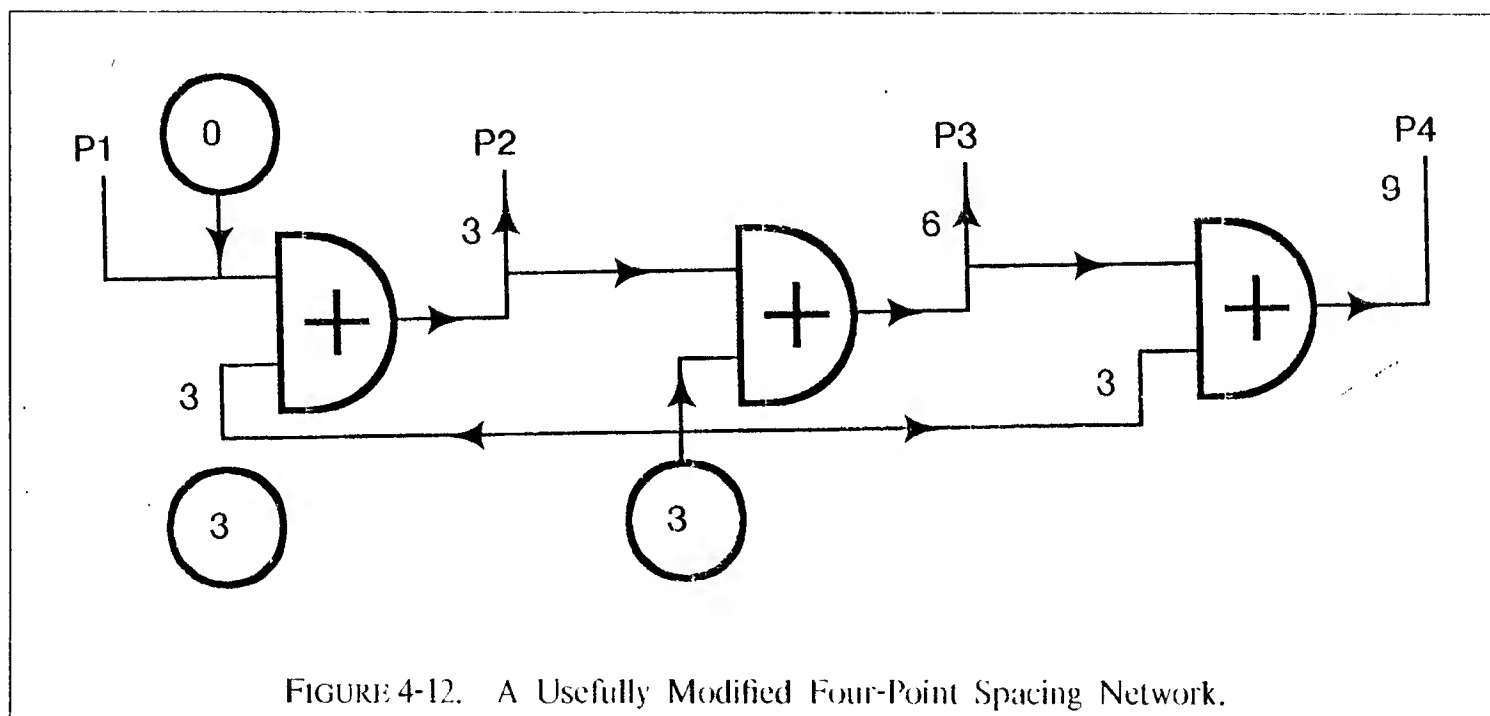 0
P1
P2
P3
P4
3
6
9
+
+
+
3
3
3
3
FIGURE 4-12. A Usefully Modified Four-Point Spacing Network.